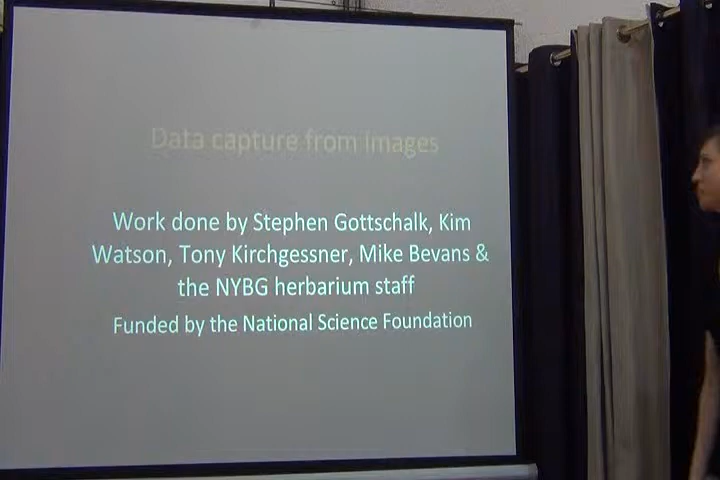 Data capture from images
Work done by Stephen Gottschalk, Kim
Watson, Tony Kirchgessner, Mike Bevans &
the NYBG herbarium staff
Funded by the National Science Foundation